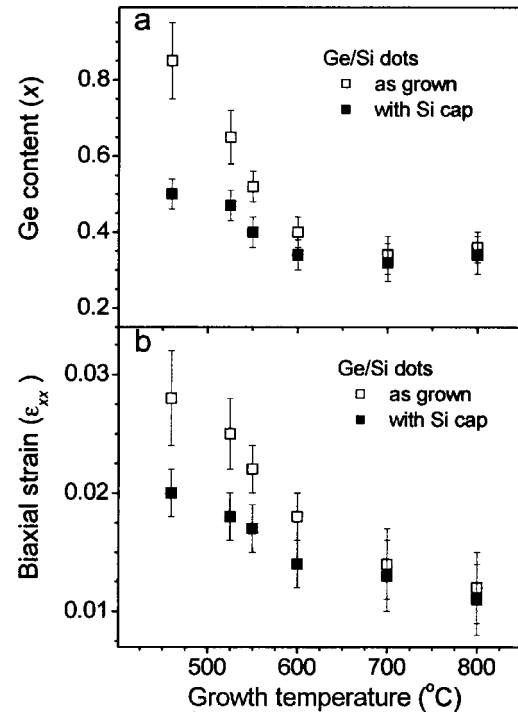 a
Ge/Si dots
as grown
with Si cap
0.8
0.6
0.4
0.2
Ge content (x)
b
Ge/Si dots
as grown
with Si cap
0.03
0.02
0.01
Biaxial strain (εxx)
500 600 700 800
Growth temperature (°C)